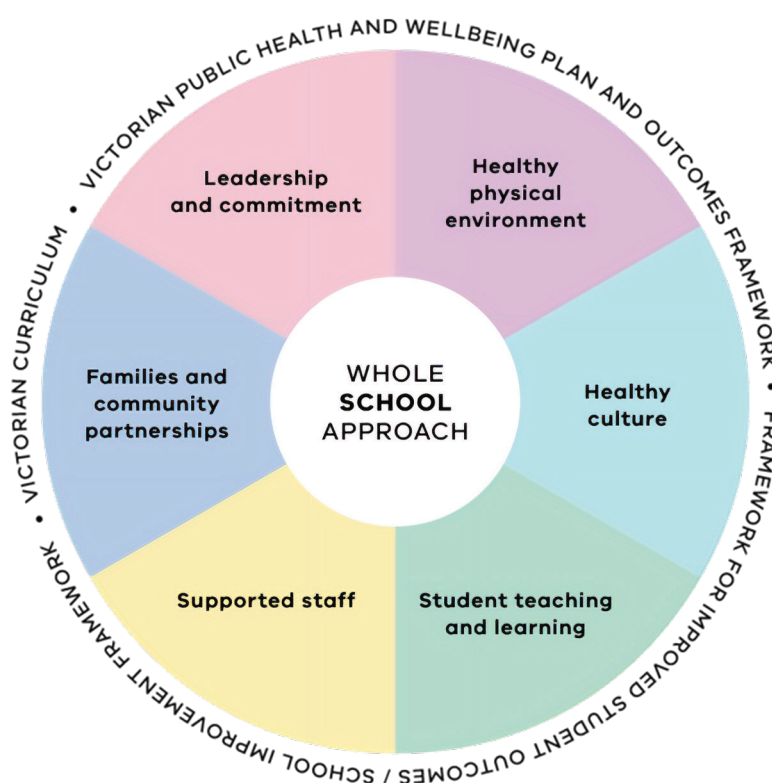 VICTORIAN PUBLIC HEALTH AND WELLBEING PLAN AND OUTCOMES FRAMEWORK •
FRAMEWORK FOR IMPROVED STUDENT OUTCOMES / SCHOOL IMPROVEMENT FRAMEWORK •
VICTORIAN CURRICULUM •
Leadership
and commitment
Healthy
physical
environment
Healthy
culture
Student teaching
and learning
Supported staff
Families and
community
partnerships
WHOLE
SCHOOL
APPROACH